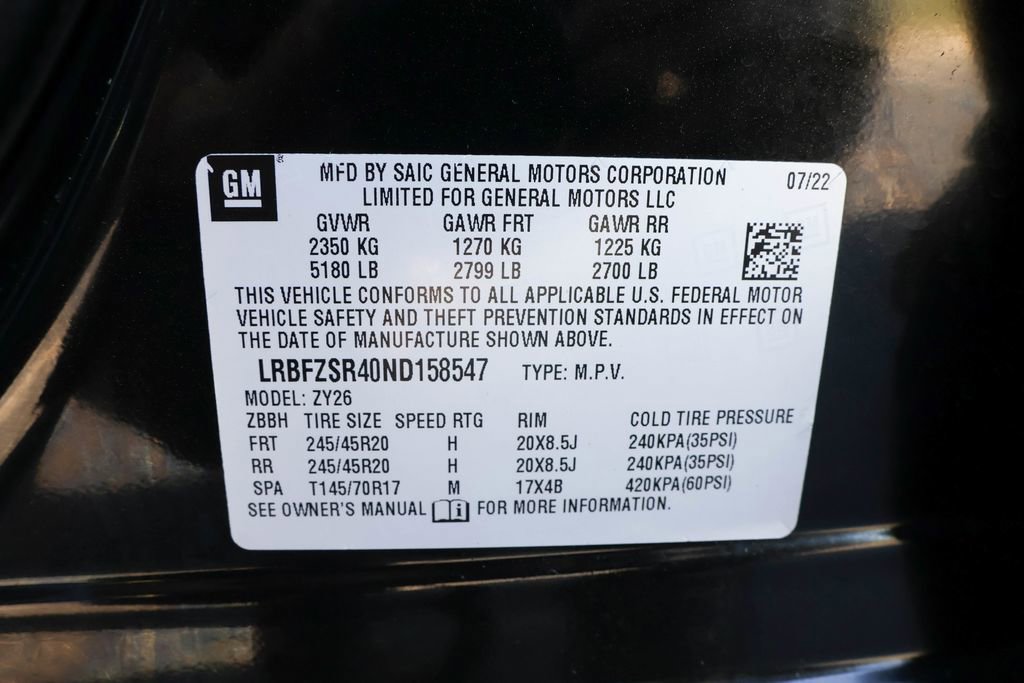 GM
®
MFD BY SAIC GENERAL MOTORS CORPORATION 07/22
LIMITED FOR GENERAL MOTORS LLC
GVWR GAWR FRT GAWR RR
2350 KG 1270 KG 1225 KG
5180 LB 2799 LB 2700 LB
THIS VEHICLE CONFORMS TO ALL APPLICABLE U.S. FEDERAL MOTOR
VEHICLE SAFETY AND THEFT PREVENTION STANDARDS IN EFFECT ON
THE DATE OF MANUFACTURE SHOWN ABOVE.
LRBFZSR40ND158547 TYPE: M.P.V.
MODEL: ZY26
ZBBH TIRE SIZE SPEED RTG RIM COLD TIRE PRESSURE
FRT 245/45R20 H 20X8.5J 240KPA(35PSI)
RR 245/45R20 H 20X8.5J 240KPA(35PSI)
SPA T145/70R17 M 17X4B 420KPA(60PSI)
SEE OWNER'S MANUAL i FOR MORE INFORMATION.